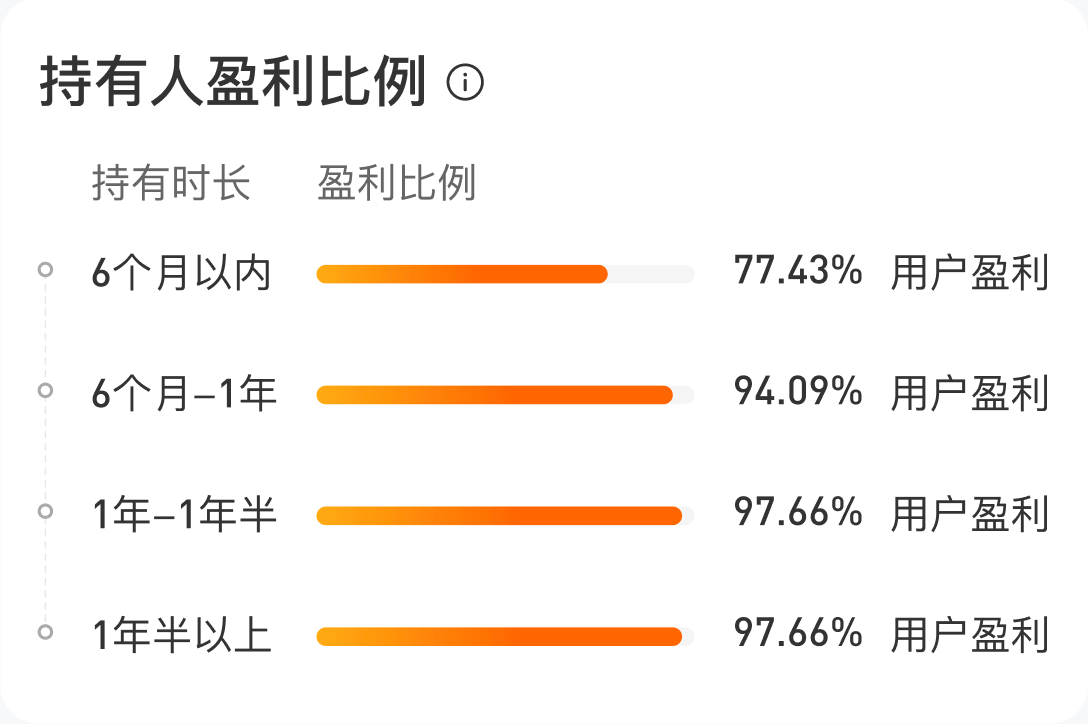 持有人盈利比例
持有时长 盈利比例
6个月以内 77.43% 用户盈利
6个月-1年 94.09% 用户盈利
1年-1年半 97.66% 用户盈利
1年半以上 97.66% 用户盈利